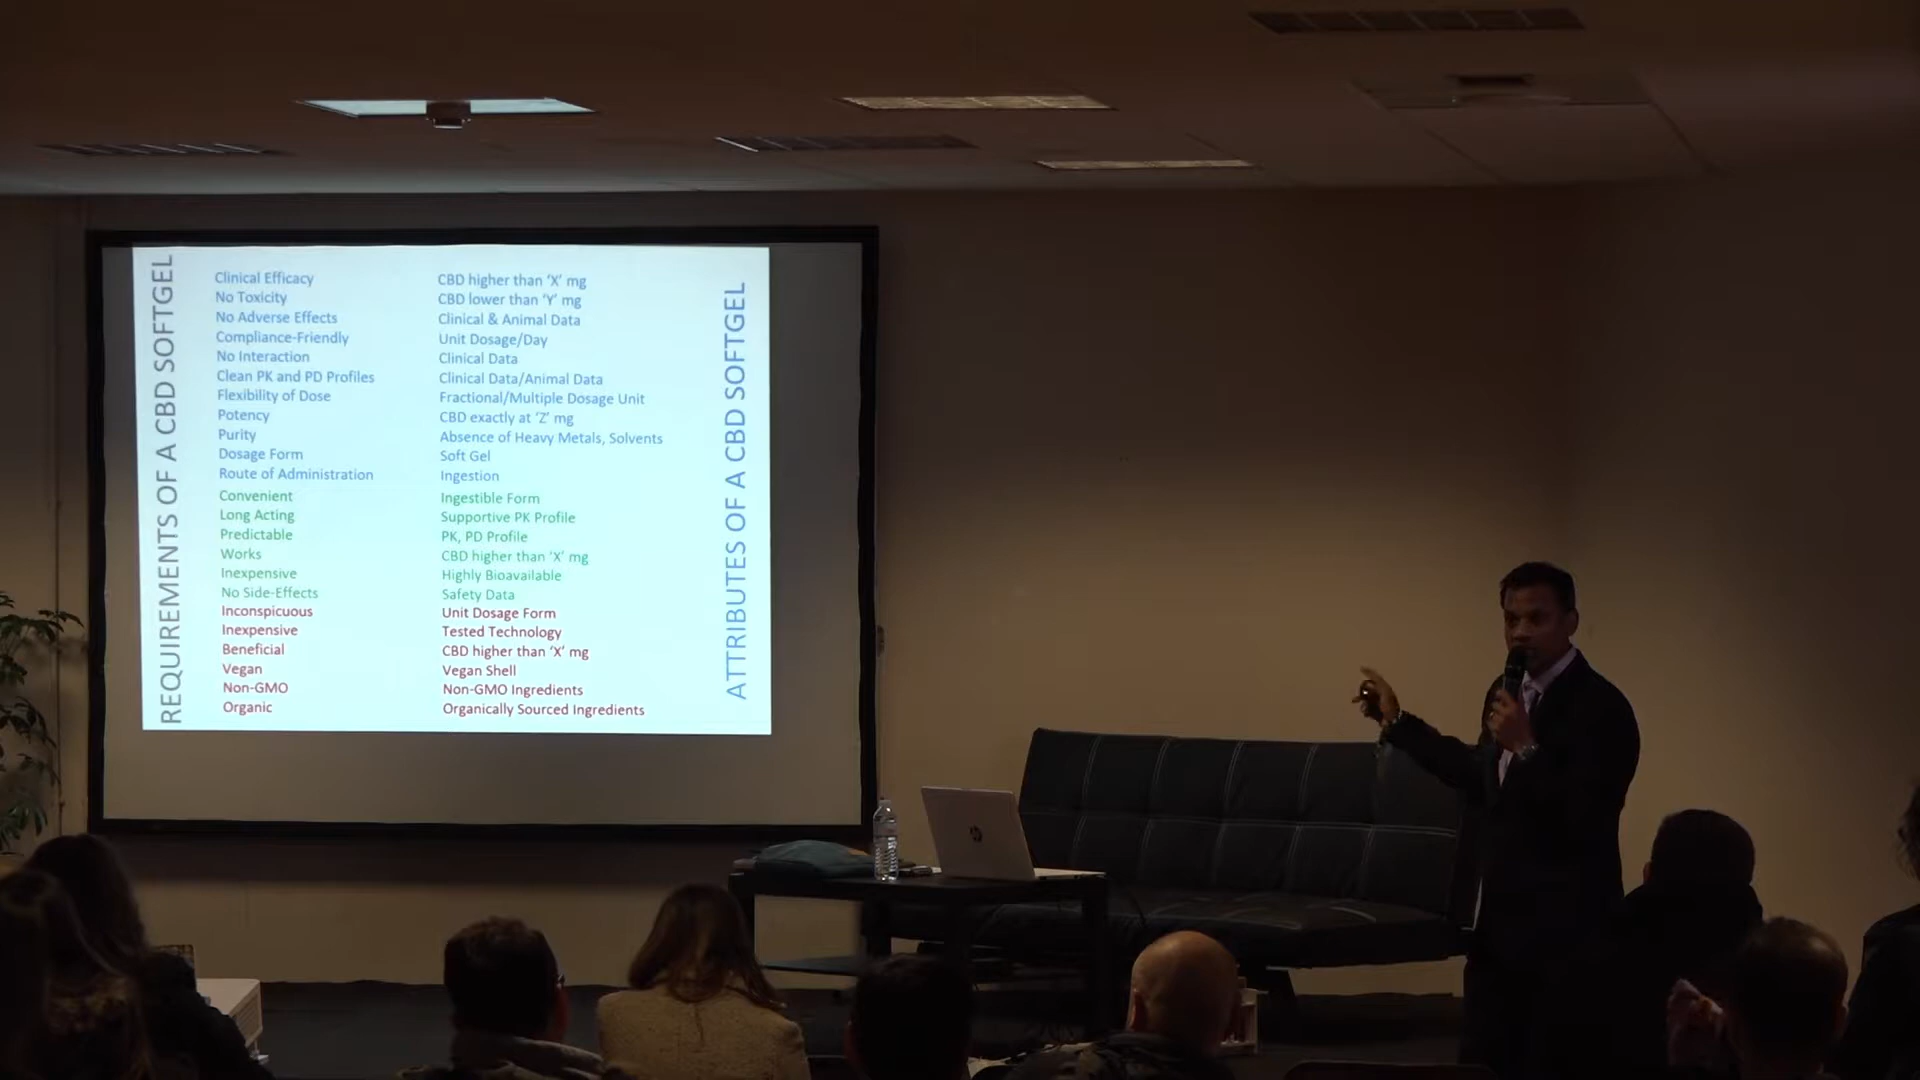 REQUIREMENTS OF A CBD SOFTGEL
Clinical Efficacy
No Toxicity
No Adverse Effects
Compliance-Friendly
No Interaction
Clean PK and PD Profiles
Flexibility of Dose
Potency
Purity
Dosage Form
Route of Administration
Convenient
Long Acting
Predictable
Works
Inexpensive
No Side-Effects
Inconspicuous
Inexpensive
Beneficial
Vegan
Non-GMO
Organic
CBD higher than ‘X’ mg
CBD lower than ‘Y’ mg
Clinical & Animal Data
Unit Dosage/Day
Clinical Data
Clinical Data/Animal Data
Fractional/Multiple Dosage Unit
CBD exactly at ‘Z’ mg
Absence of Heavy Metals, Solvents
Soft Gel
Ingestion
Ingestible Form
Supportive PK Profile
PK, PD Profile
CBD higher than ‘X’ mg
Highly Bioavailable
Safety Data
Unit Dosage Form
Tested Technology
CBD higher than ‘X’ mg
Vegan Shell
Non-GMO Ingredients
Organically Sourced Ingredients
ATTRIBUTES OF A CBD SOFTGEL
hp